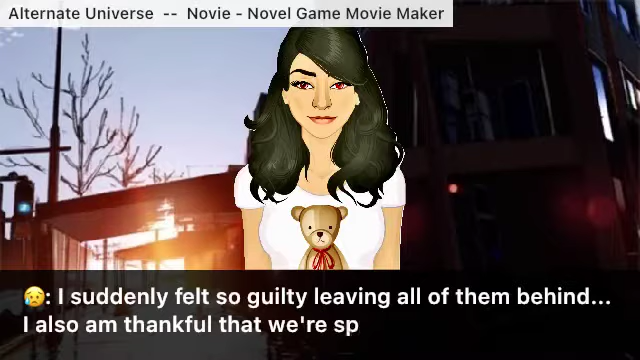 Alternate Universe -- Novie - Novel Game Movie Maker
😥: I suddenly felt so guilty leaving all of them behind...
I also am thankful that we're sp